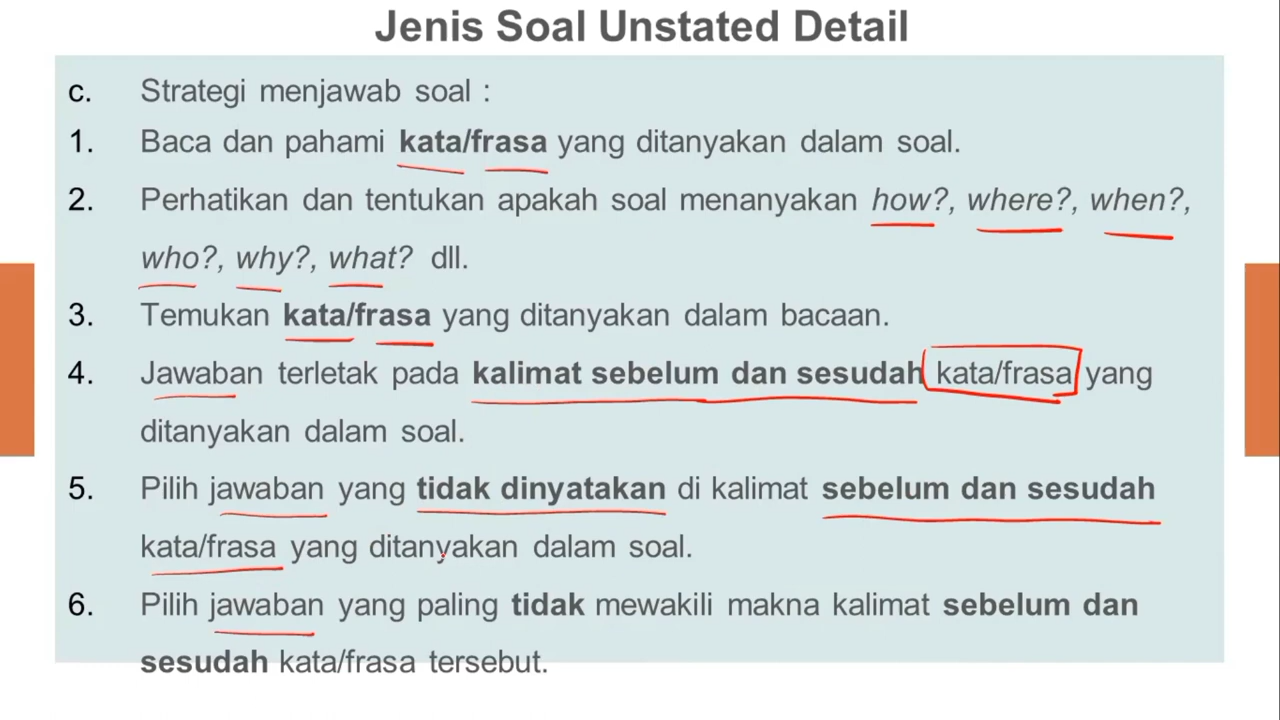 Jenis Soal Unstated Detail
c. Strategi menjawab soal :
1. Baca dan pahami kata/frasa yang ditanyakan dalam soal.
2. Perhatikan dan tentukan apakah soal menanyakan how?, where?, when?,
who?, why?, what? dll.
3. Temukan kata/frasa yang ditanyakan dalam bacaan.
4. Jawaban terletak pada kalimat sebelum dan sesudah kata/frasa yang
ditanyakan dalam soal.
5. Pilih jawaban yang tidak dinyatakan di kalimat sebelum dan sesudah
kata/frasa yang ditanyakan dalam soal.
6. Pilih jawaban yang paling tidak mewakili makna kalimat sebelum dan
sesudah kata/frasa tersebut.